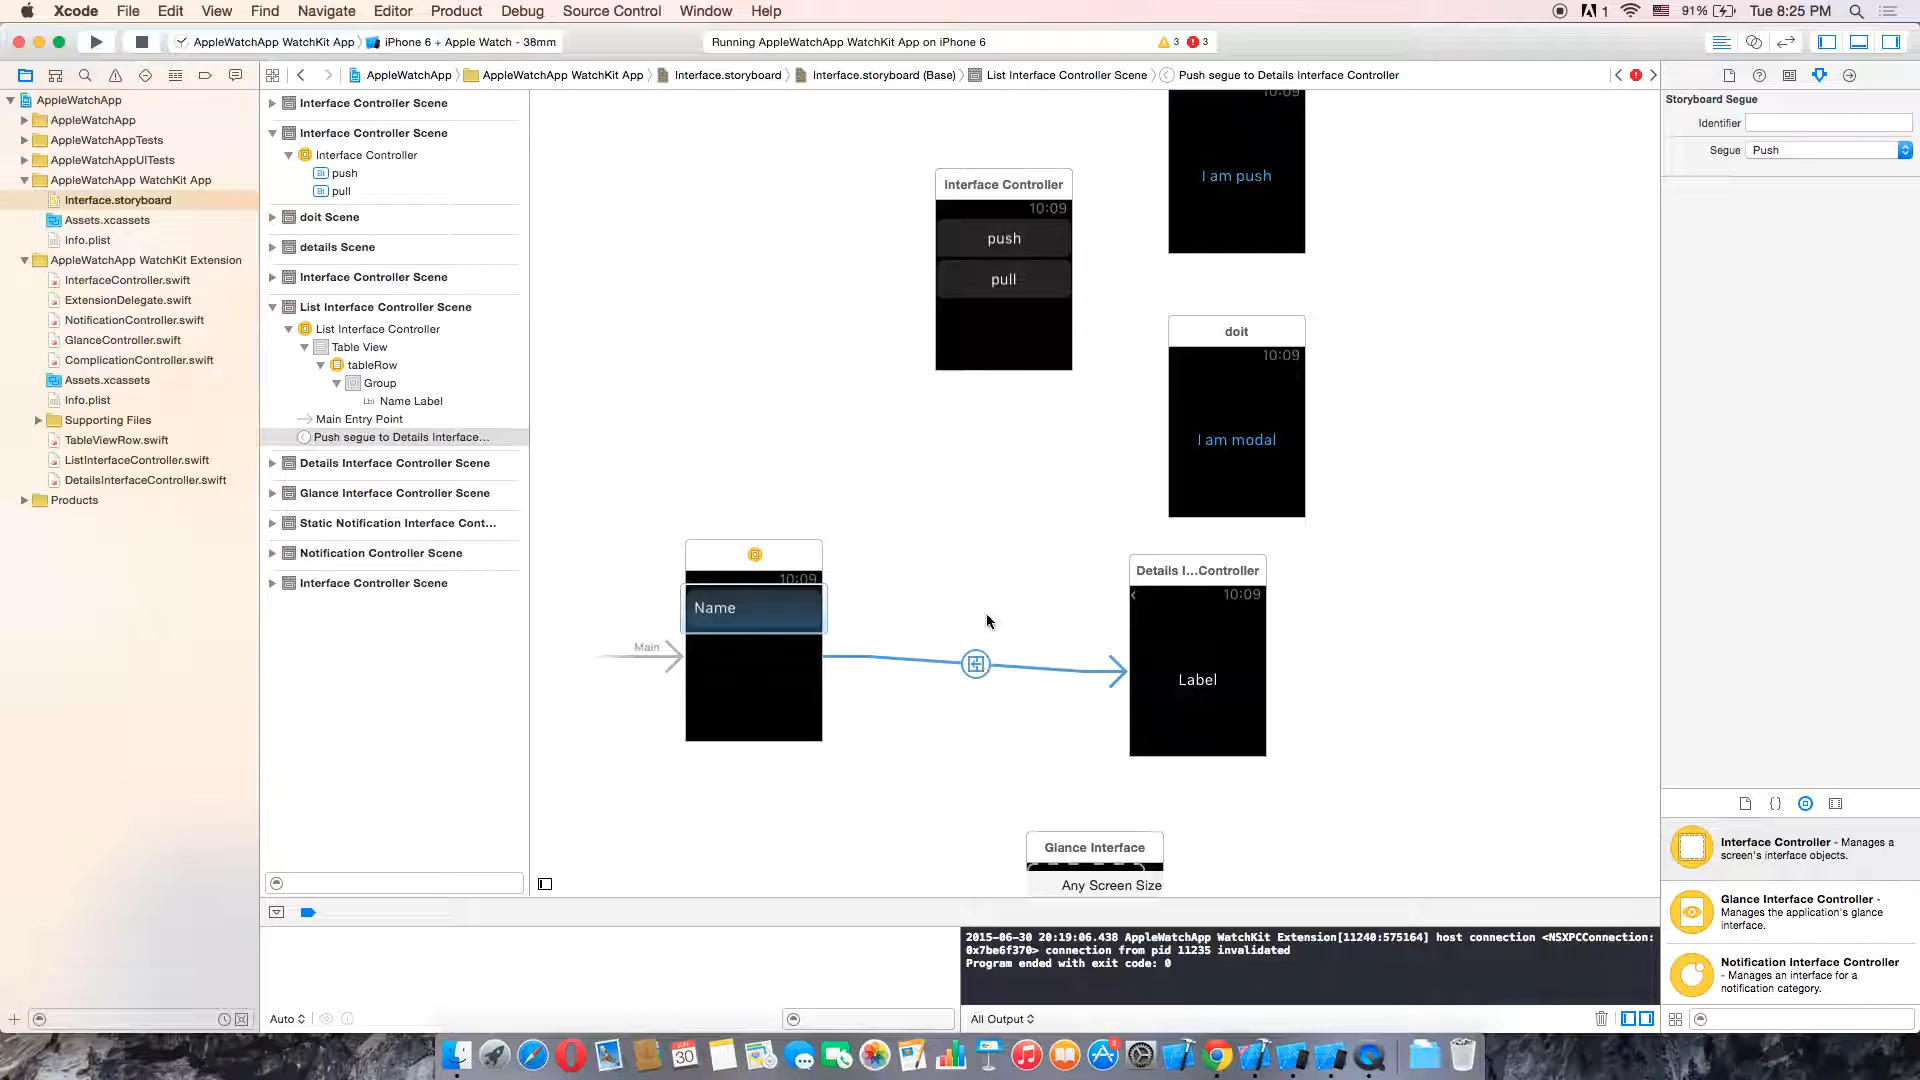 Xcode File Edit View Find Navigate Editor Product Debug Source Control Window Help
1 91% Tue 8:25 PM
AppleWatchApp WatchKit App iPhone 6 + Apple Watch - 38mm
Running AppleWatchApp WatchKit App on iPhone 6 3 3
AppleWatchApp AppleWatchApp WatchKit App Interface.storyboard Interface.storyboard (Base) List Interface Controller Scene Push segue to Details Interface Controller
AppleWatchApp
AppleWatchApp
AppleWatchAppTests
AppleWatchAppUITests
AppleWatchApp WatchKit App
Interface.storyboard
Assets.xcassets
Info.plist
AppleWatchApp WatchKit Extension
InterfaceController.swift
ExtensionDelegate.swift
NotificationController.swift
GlanceController.swift
ComplicationController.swift
Assets.xcassets
Info.plist
Supporting Files
TableViewRow.swift
ListInterfaceController.swift
DetailsInterfaceController.swift
Products
Interface Controller Scene
Interface Controller Scene
Interface Controller
Bt push
Bt pull
doit Scene
details Scene
Interface Controller Scene
List Interface Controller Scene
List Interface Controller
Table View
tableRow
Group
Lbl Name Label
Main Entry Point
Push segue to Details Interface...
Details Interface Controller Scene
Glance Interface Controller Scene
Static Notification Interface Cont...
Notification Controller Scene
Interface Controller Scene
Interface Controller
10:09
push
pull
10:09
I am push
doit
10:09
I am modal
10:09
Name
Main
Details I...Controller
10:09
Label
Glance Interface
Any Screen Size
Storyboard Segue
Identifier
Segue Push
Interface Controller - Manages a
screen's interface objects.
Glance Interface Controller -
Manages the application's glance
interface.
Notification Interface Controller
- Manages an interface for a
notification category.
2015-06-30 20:19:06.438 AppleWatchApp WatchKit Extension[11240:575164] host connection <NSXPCConnection:
0x7be6f370> connection from pid 11235 invalidated
Program ended with exit code: 0
Auto
All Output
JUN
30
2